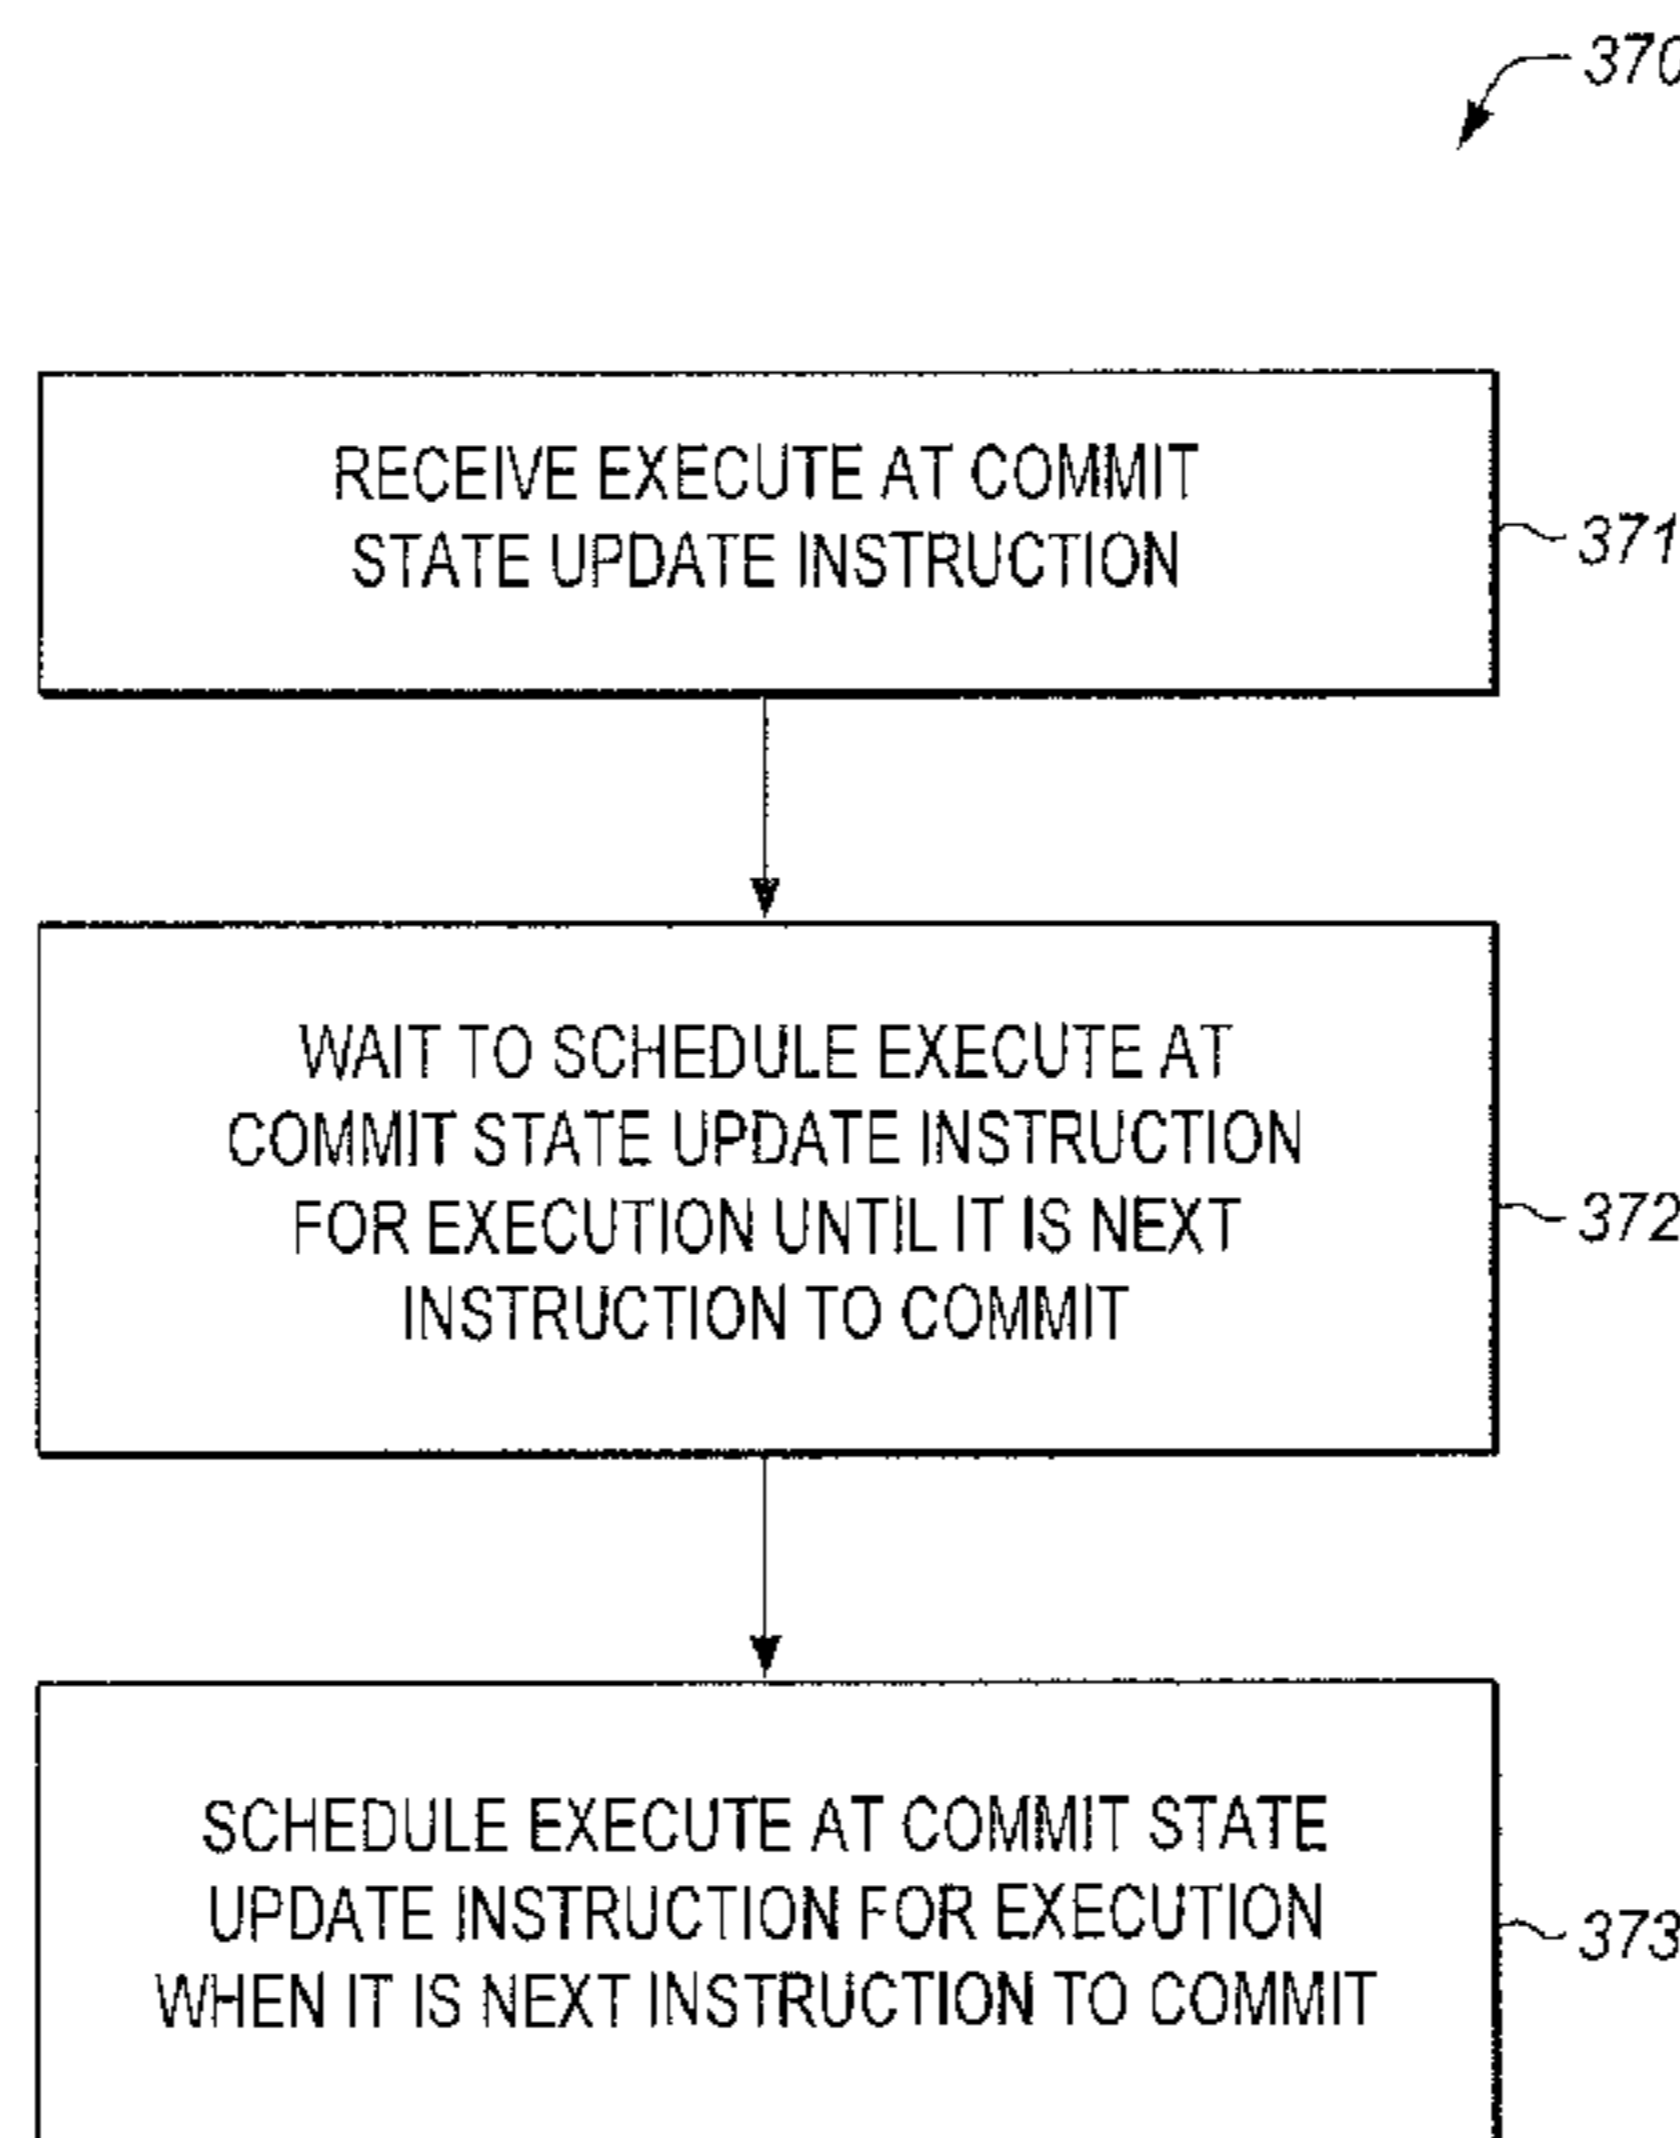 370
RECEIVE EXECUTE AT COMMIT
STATE UPDATE INSTRUCTION
371
WAIT TO SCHEDULE EXECUTE AT
COMMIT STATE UPDATE INSTRUCTION
FOR EXECUTION UNTIL IT IS NEXT
INSTRUCTION TO COMMIT
372
SCHEDULE EXECUTE AT COMMIT STATE
UPDATE INSTRUCTION FOR EXECUTION
WHEN IT IS NEXT INSTRUCTION TO COMMIT
373